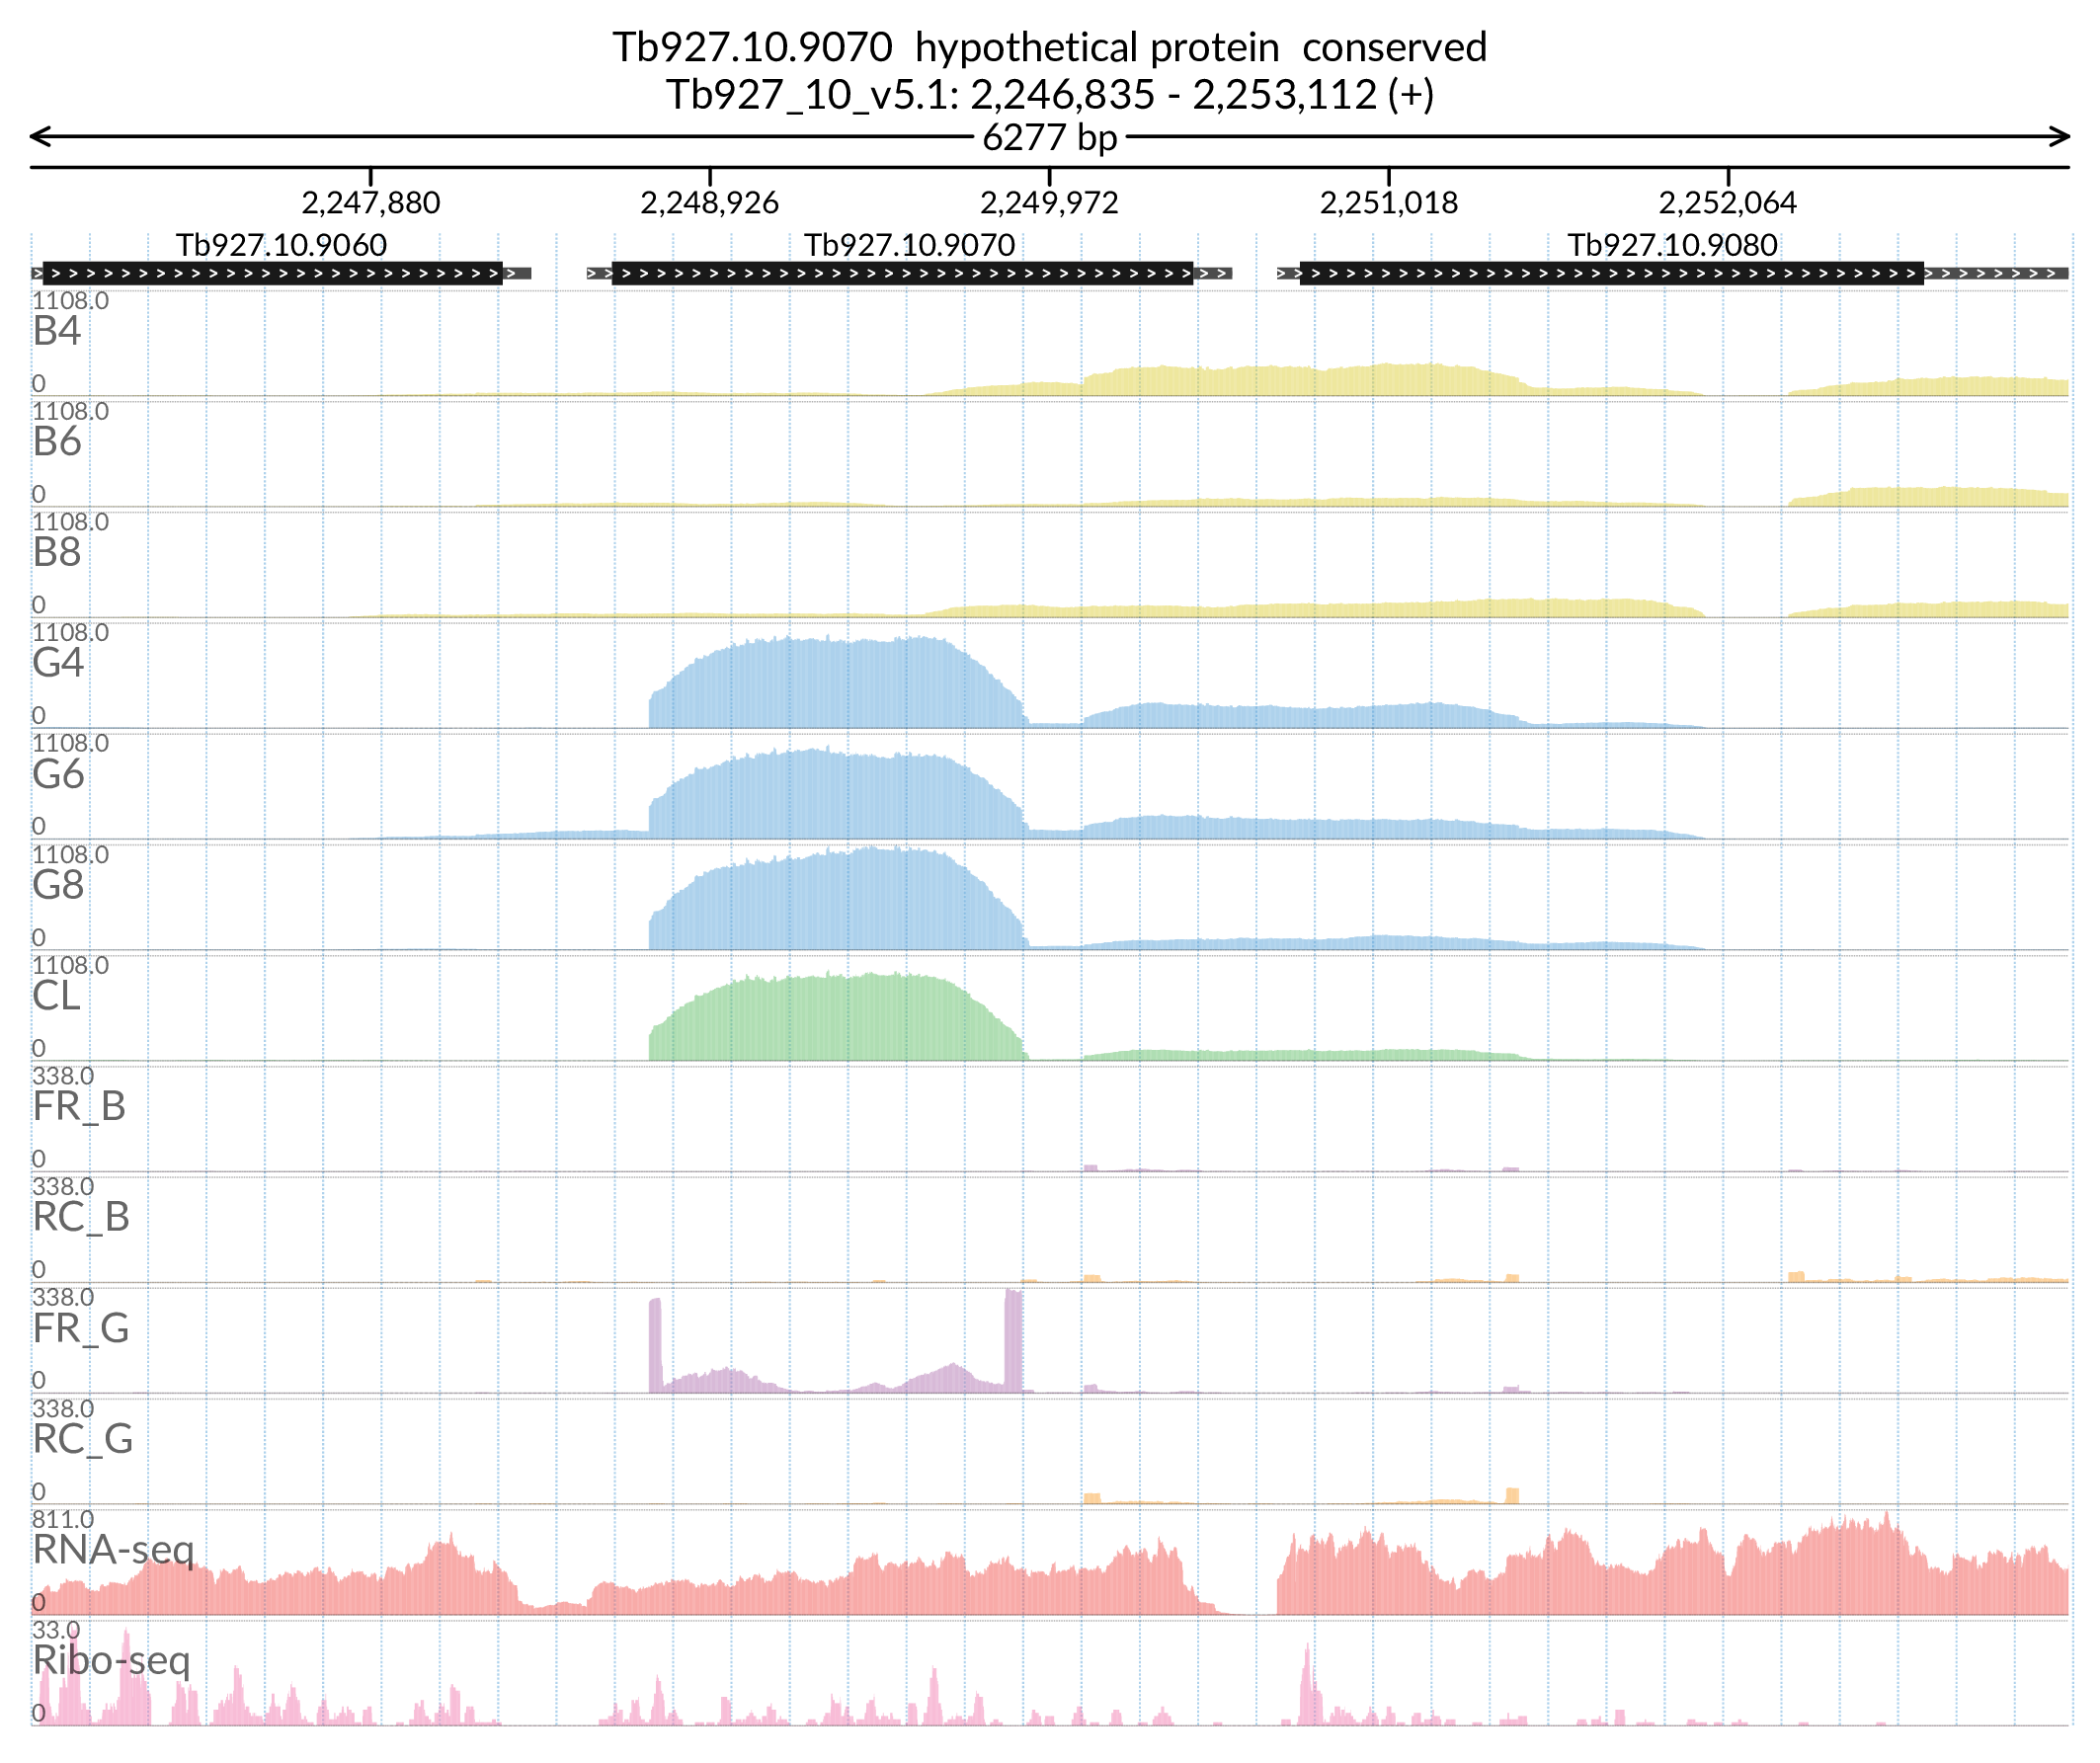 Tb927.10.9070 hypothetical protein conserved
Tb927_10_v5.1: 2,246,835 - 2,253,112 (+)
6277 bp
2,247,880 2,248,926 2,249,972 2,251,018 2,252,064
Tb927.10.9060 Tb927.10.9070 Tb927.10.9080
1108.0
B4
0
1108.0
B6
0
1108.0
B8
0
1108.0
G4
0
1108.0
G6
0
1108.0
G8
0
1108.0
CL
0
338.0
FR_B
0
338.0
RC_B
0
338.0
FR_G
0
338.0
RC_G
0
811.0
RNA-seq
0
33.0
Ribo-seq
0